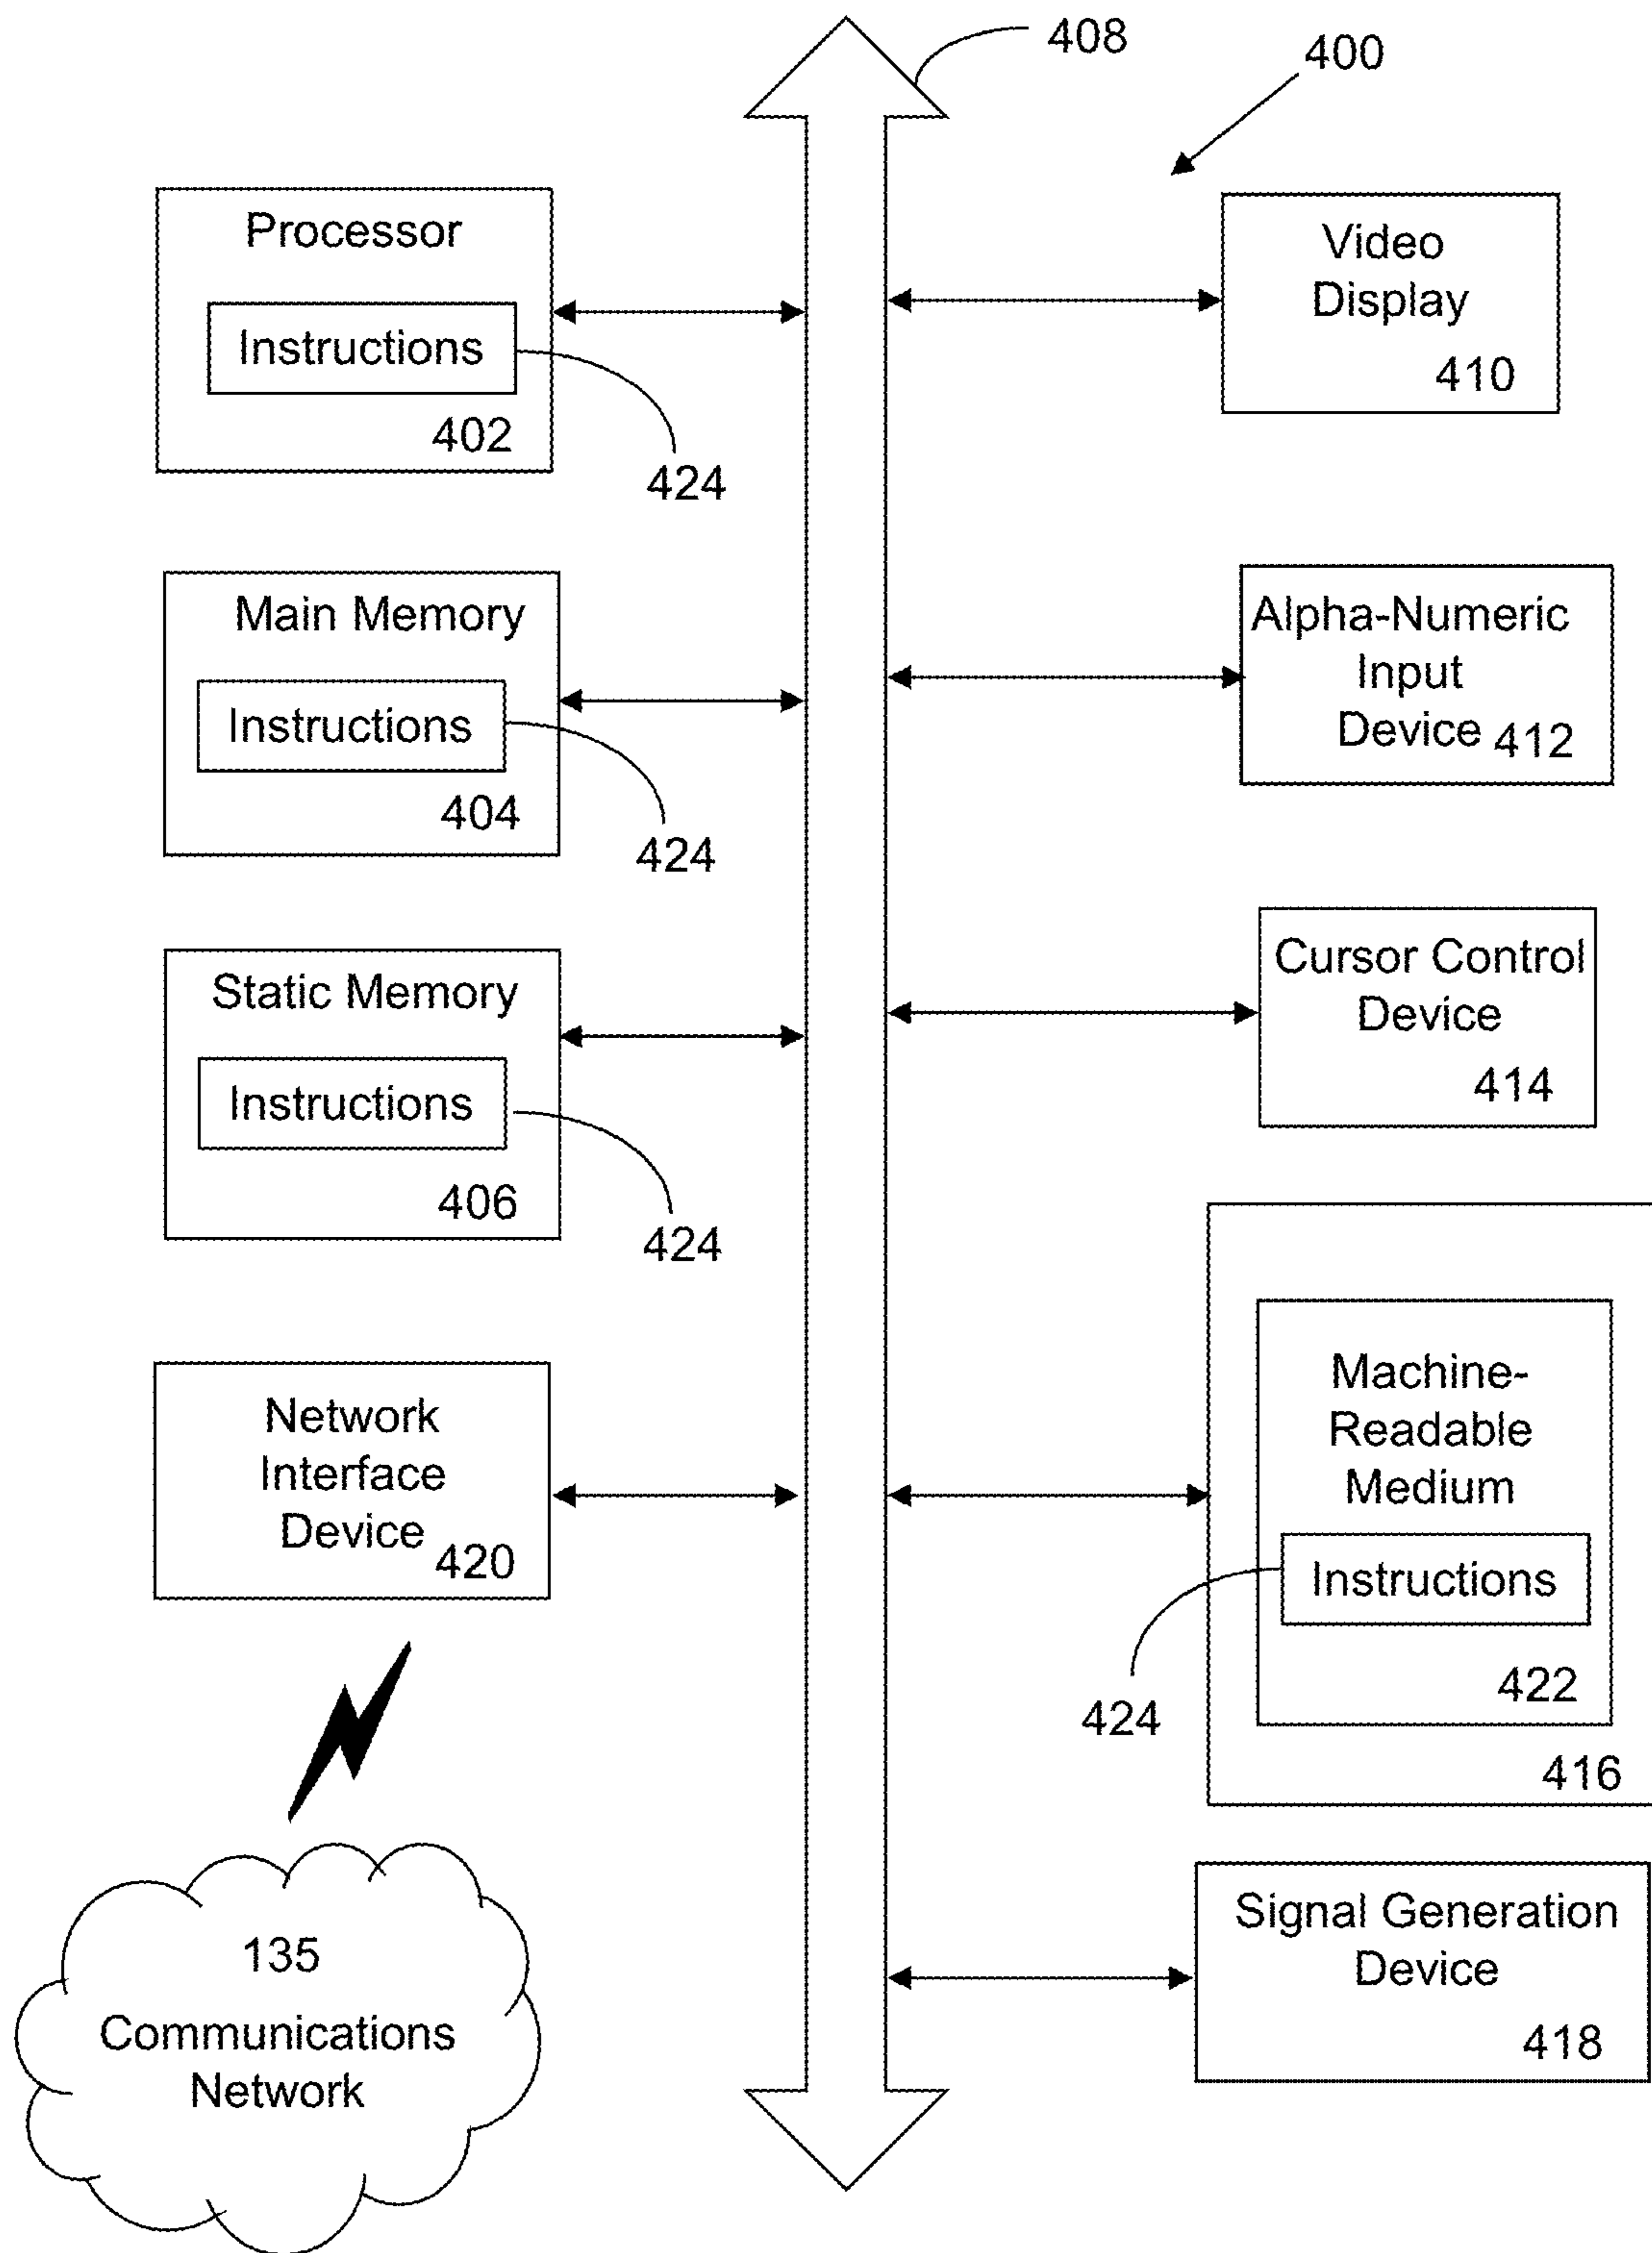 408
400
Processor
Instructions
402
424
Video
Display
410
Main Memory
Instructions
404
424
Alpha-Numeric
Input
Device 412
Static Memory
Instructions
406
424
Cursor Control
Device
414
Network
Interface
Device 420
Machine-
Readable
Medium
Instructions
422
424
416
135
Communications
Network
Signal Generation
Device
418